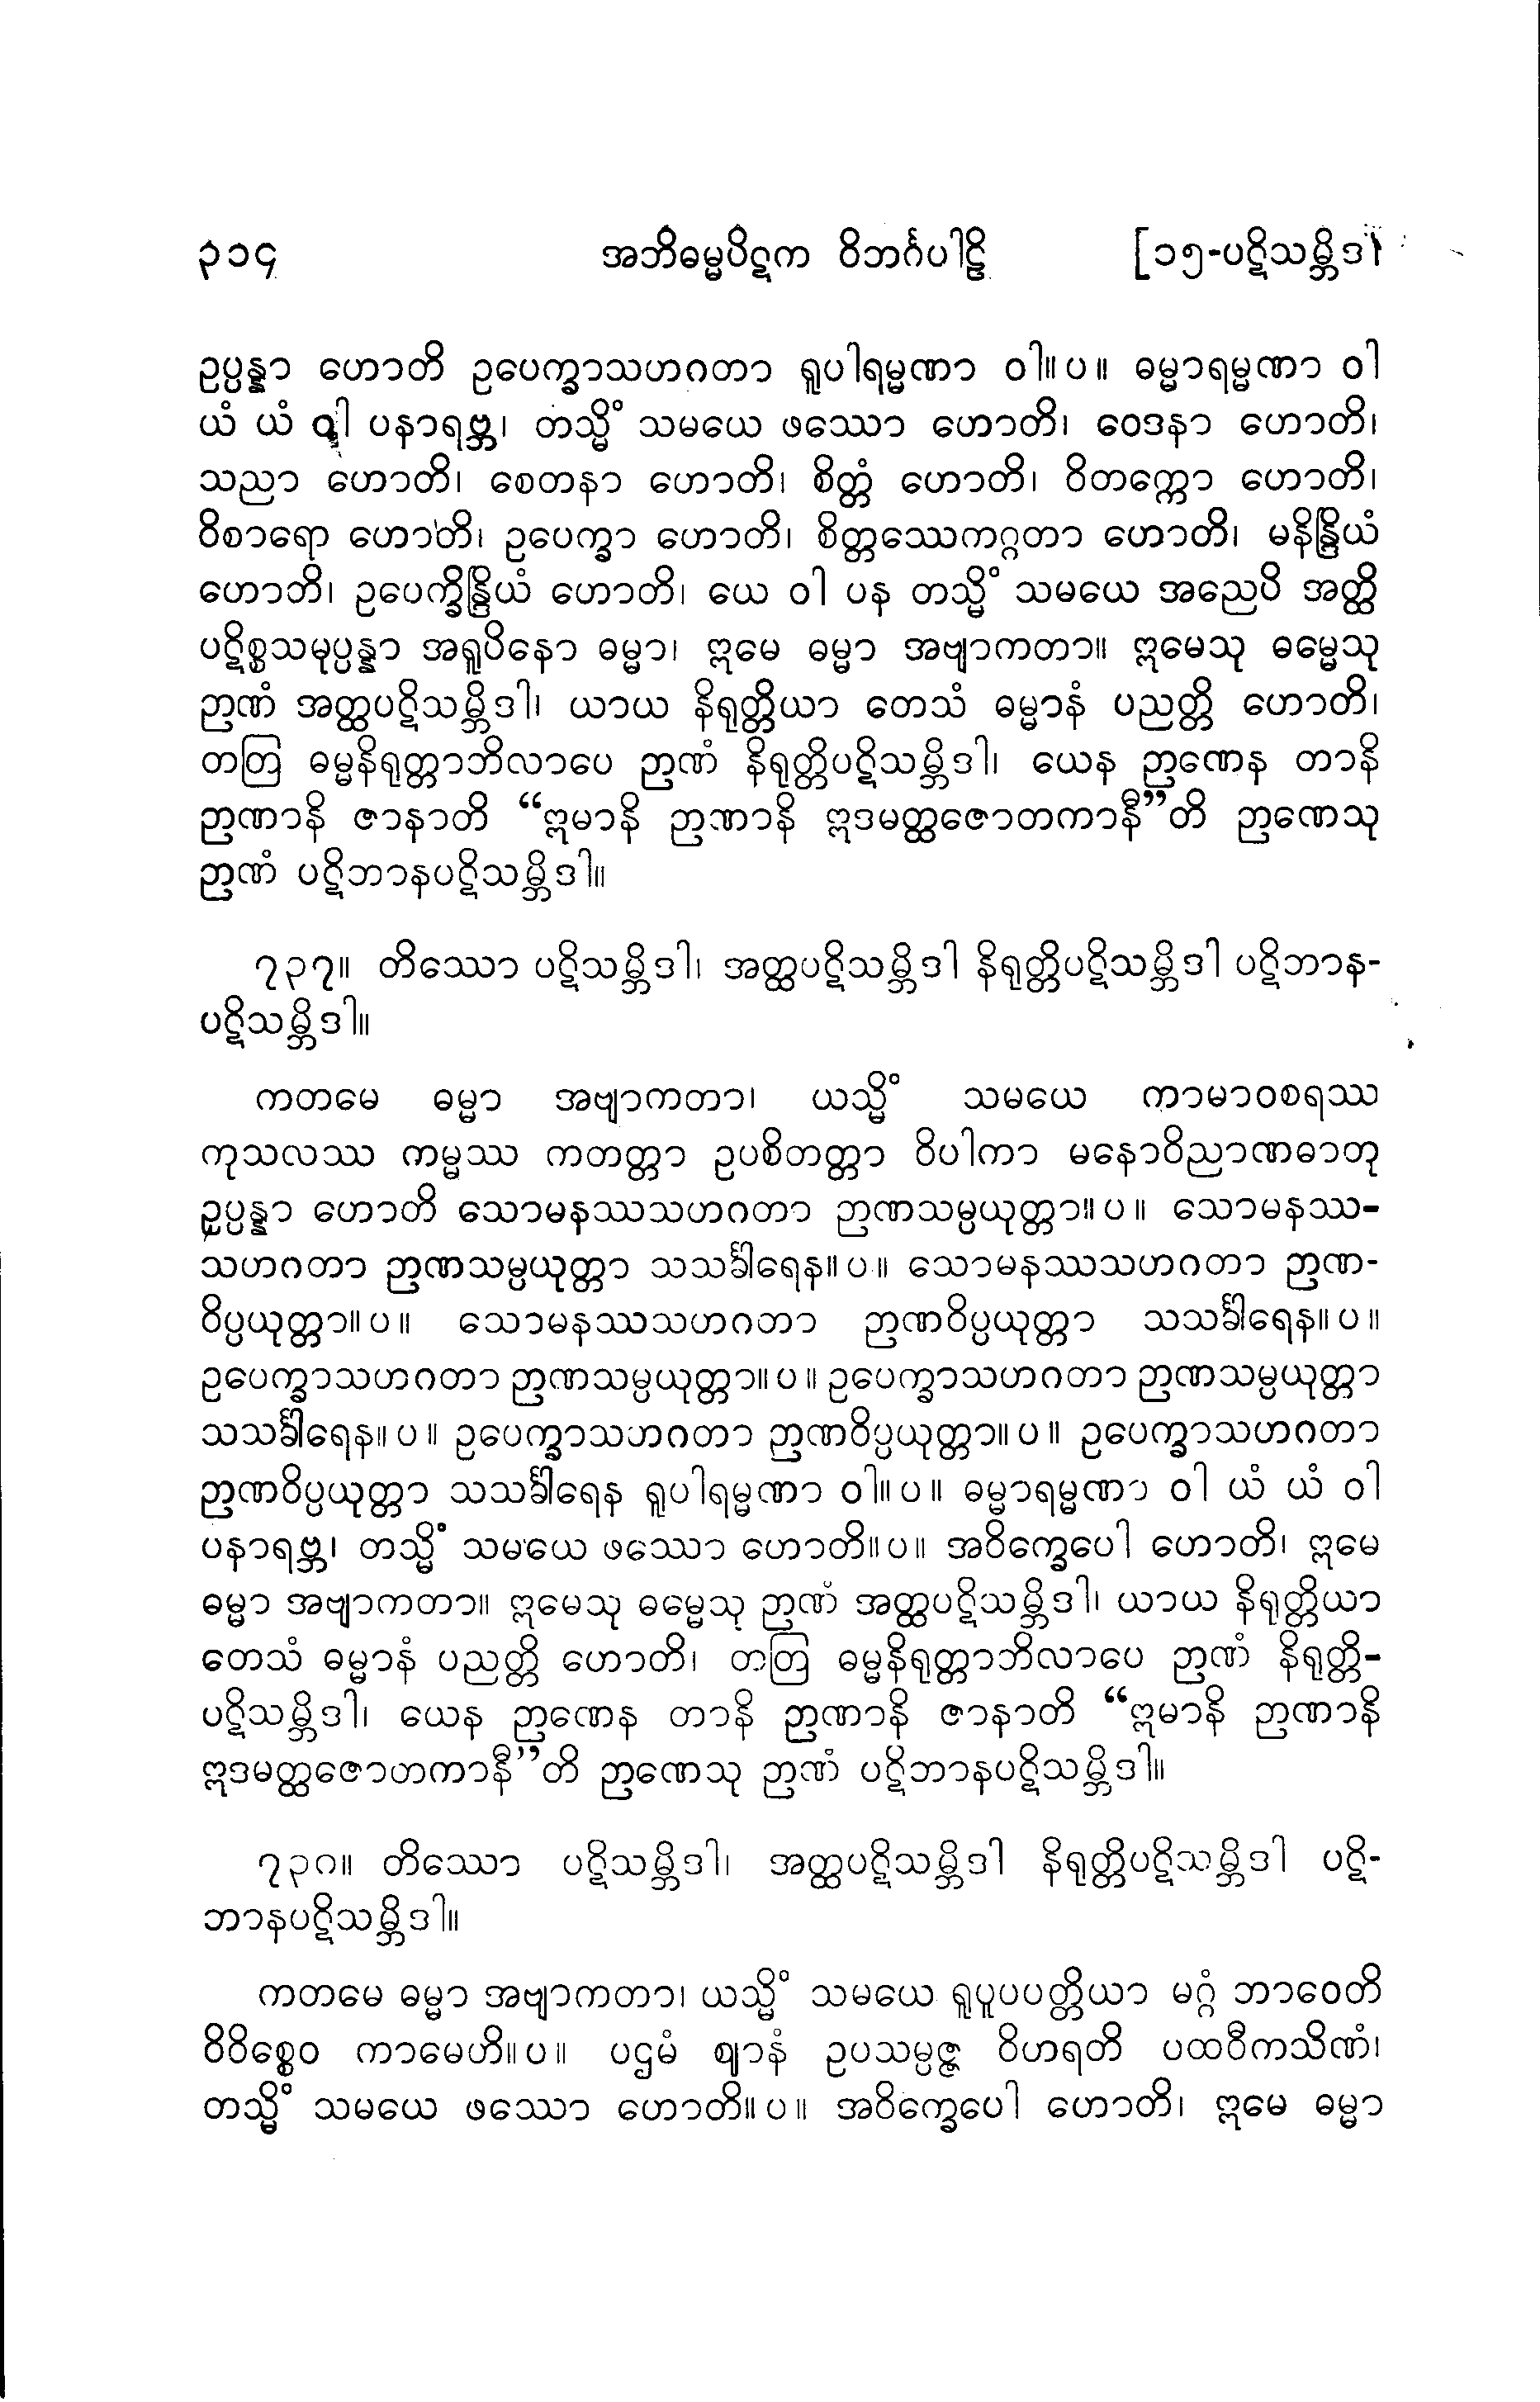 ၃၁၄ အဘိဓမ္မပိဋက ဝိဘင်္ဂပါဠိ [၁၅-ပဋိသမ္ဘိဒါ
ဥပ္ပန္နာ ဟောတိ ဥပေက္ခာသဟဂတာ ရူပါရမ္မဏာ ဝါ။ ပ။ ဓမ္မာရမ္မဏာ ဝါ
ယံ ယံ ဝါ ပနာရဗ္ဘ၊ တသ္မိံ သမယေ ဖဿော ဟောတိ၊ ဝေဒနာ ဟောတိ၊
သညာ ဟောတိ၊ စေတနာ ဟောတိ၊ စိတ္တံ ဟောတိ၊ ဝိတက္ကော ဟောတိ၊
ဝိစာရော ဟောတိ၊ ဥပေက္ခာ ဟောတိ၊ စိတ္တဿေကဂ္ဂတာ ဟောတိ၊ မနိန္ဒြိယံ
ဟောတိ၊ ဥပေက္ခိန္ဒြိယံ ဟောတိ၊ ယေ ဝါ ပန တသ္မိံ သမယေ အညေပိ အတ္ထိ
ပဋိစ္စသမုပ္ပန္နာ အရူပိနော ဓမ္မာ၊ ဣမေ ဓမ္မာ အဗျာကတာ။ ဣမေသု ဓမ္မေသု
ဉာဏံ အတ္ထပဋိသမ္ဘိဒါ၊ ယာယ နိရုတ္တိယာ တေသံ ဓမ္မာနံ ပညတ္တိ ဟောတိ၊
တတြ ဓမ္မနိရုတ္တာဘိလာပေ ဉာဏံ နိရုတ္တိပဋိသမ္ဘိဒါ၊ ယေန ဉာဏေန တာနိ
ဉာဏာနိ ဇာနာတိ “ဣမာနိ ဉာဏာနိ ဣဒမတ္ထဇောတကာနီ”တိ ဉာဏေသု
ဉာဏံ ပဋိဘာနပဋိသမ္ဘိဒါ။
၇၃၇။ တိဿော ပဋိသမ္ဘိဒါ၊ အတ္ထပဋိသမ္ဘိဒါ နိရုတ္တိပဋိသမ္ဘိဒါ ပဋိဘာန-
ပဋိသမ္ဘိဒါ။
ကတမေ ဓမ္မာ အဗျာကတာ၊ ယသ္မိံ သမယေ ကာမာဝစရဿ
ကုသလဿ ကမ္မဿ ကတတ္တာ ဥပစိတတ္တာ ဝိပါကာ မနောဝိညာဏဓာတု
ဥပ္ပန္နာ ဟောတိ သောမနဿသဟဂတာ ဉာဏသမ္ပယုတ္တာ။ ပ။ သောမနဿ-
သဟဂတာ ဉာဏသမ္ပယုတ္တာ သသင်္ခါရေန။ ပ။ သောမနဿသဟဂတာ ဉာဏ-
ဝိပ္ပယုတ္တာ။ ပ။ သောမနဿသဟဂတာ ဉာဏဝိပ္ပယုတ္တာ သသင်္ခါရေန။ ပ။
ဥပေက္ခာသဟဂတာ ဉာဏသမ္ပယုတ္တာ။ ပ။ ဥပေက္ခာသဟဂတာ ဉာဏသမ္ပယုတ္တာ
သသင်္ခါရေန။ ပ။ ဥပေက္ခာသဟဂတာ ဉာဏဝိပ္ပယုတ္တာ။ ပ။ ဥပေက္ခာသဟဂတာ
ဉာဏဝိပ္ပယုတ္တာ သသင်္ခါရေန ရူပါရမ္မဏာ ဝါ။ ပ။ ဓမ္မာရမ္မဏာ ဝါ ယံ ယံ ဝါ
ပနာရဗ္ဘ၊ တသ္မိံ သမယေ ဖဿော ဟောတိ။ ပ။ အဝိက္ခေပေါ ဟောတိ၊ ဣမေ
ဓမ္မာ အဗျာကတာ။ ဣမေသု ဓမ္မေသု ဉာဏံ အတ္ထပဋိသမ္ဘိဒါ၊ ယာယ နိရုတ္တိယာ
တေသံ ဓမ္မာနံ ပညတ္တိ ဟောတိ၊ တတြ ဓမ္မနိရုတ္တာဘိလာပေ ဉာဏံ နိရုတ္တိ-
ပဋိသမ္ဘိဒါ၊ ယေန ဉာဏေန တာနိ ဉာဏာနိ ဇာနာတိ “ဣမာနိ ဉာဏာနိ
ဣဒမတ္ထဇောတကာနီ”တိ ဉာဏေသု ဉာဏံ ပဋိဘာနပဋိသမ္ဘိဒါ။
၇၃၈။ တိဿော ပဋိသမ္ဘိဒါ၊ အတ္ထပဋိသမ္ဘိဒါ နိရုတ္တိပဋိသမ္ဘိဒါ ပဋိ-
ဘာနပဋိသမ္ဘိဒါ။
ကတမေ ဓမ္မာ အဗျာကတာ၊ ယသ္မိံ သမယေ ရူပူပပတ္တိယာ မဂ္ဂံ ဘာဝေတိ
ဝိဝိစ္စေဝ ကာမေဟိ။ ပ။ ပဌမံ ဈာနံ ဥပသမ္ပဇ္ဇ ဝိဟရတိ ပထဝီကသိဏံ၊
တသ္မိံ သမယေ ဖဿော ဟောတိ။ ပ။ အဝိက္ခေပေါ ဟောတိ၊ ဣမေ ဓမ္မာ